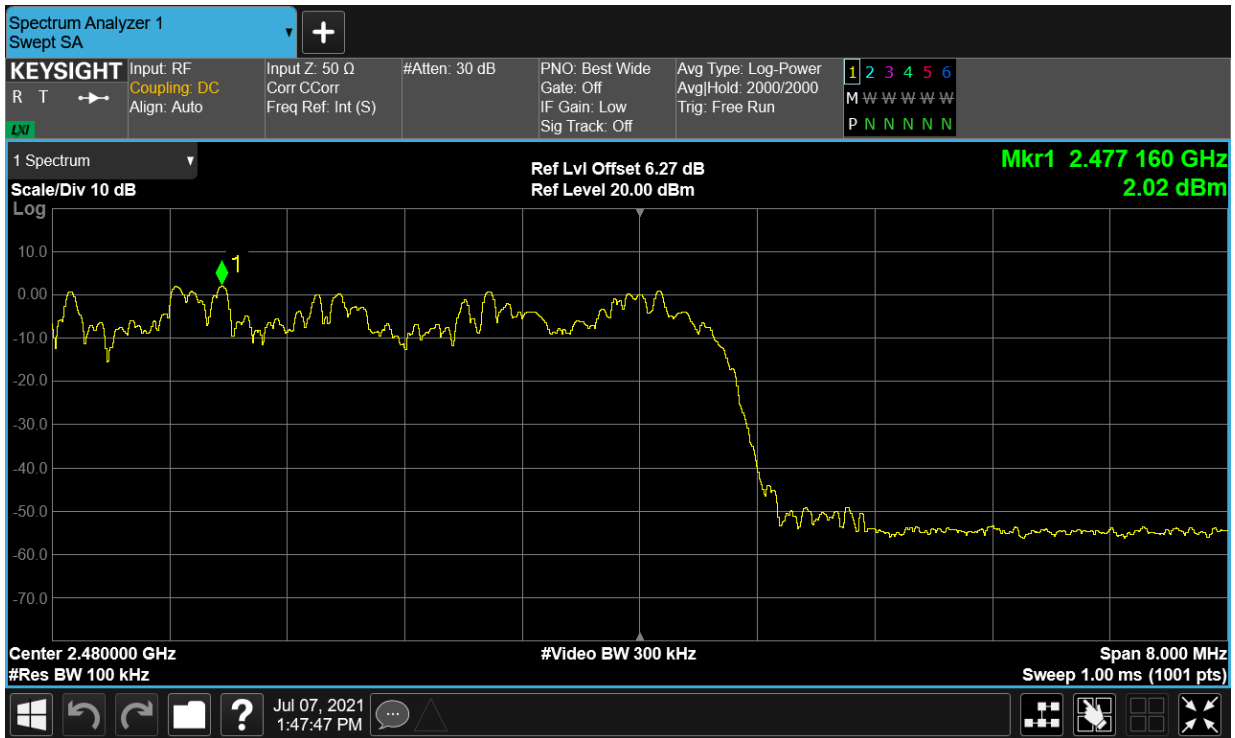 Spectrum Analyzer 1
Swept SA
KEYSIGHT
R T
LXI
Input: RF
Coupling: DC
Align: Auto
Input Z: 50 Ω
Corr CCorr
Freq Ref: Int (S)
#Atten: 30 dB
PNO: Best Wide
Gate: Off
IF Gain: Low
Sig Track: Off
Avg Type: Log-Power
Avg|Hold: 2000/2000
Trig: Free Run
1 2 3 4 5 6
M W W W W W
P N N N N N
1 Spectrum
Scale/Div 10 dB
Log
Ref Lvl Offset 6.27 dB
Ref Level 20.00 dBm
Mkr1 2.477 160 GHz
2.02 dBm
1
10.0
0.00
-10.0
-20.0
-30.0
-40.0
-50.0
-60.0
-70.0
Center 2.480000 GHz
#Res BW 100 kHz
#Video BW 300 kHz
Span 8.000 MHz
Sweep 1.00 ms (1001 pts)
?
Jul 07, 2021
1:47:47 PM